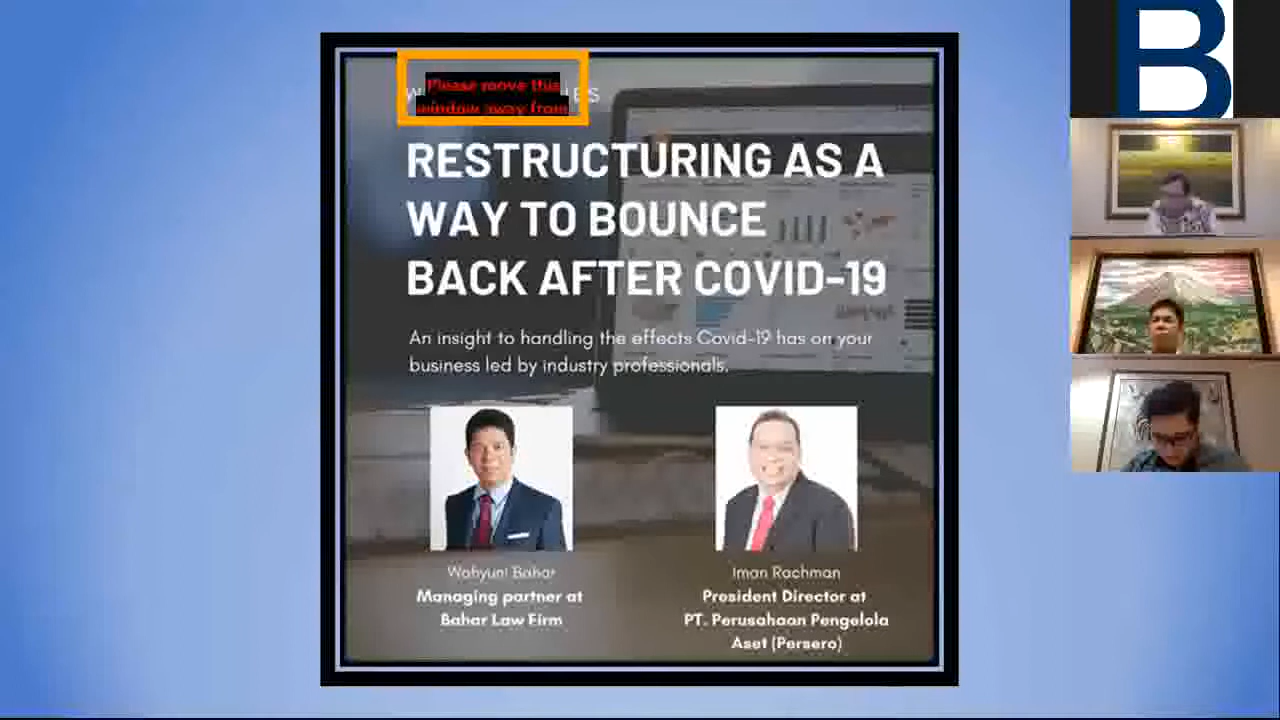 Please move this
window away from
RESTRUCTURING AS A
WAY TO BOUNCE
BACK AFTER COVID-19
An insight to handling the effects Covid-19 has on your
business led by industry professionals.
Wahyuni Bahar
Managing partner at
Bahar Law Firm
Iman Rachman
President Director at
PT. Perusahaan Pengelola
Aset (Persero)
B